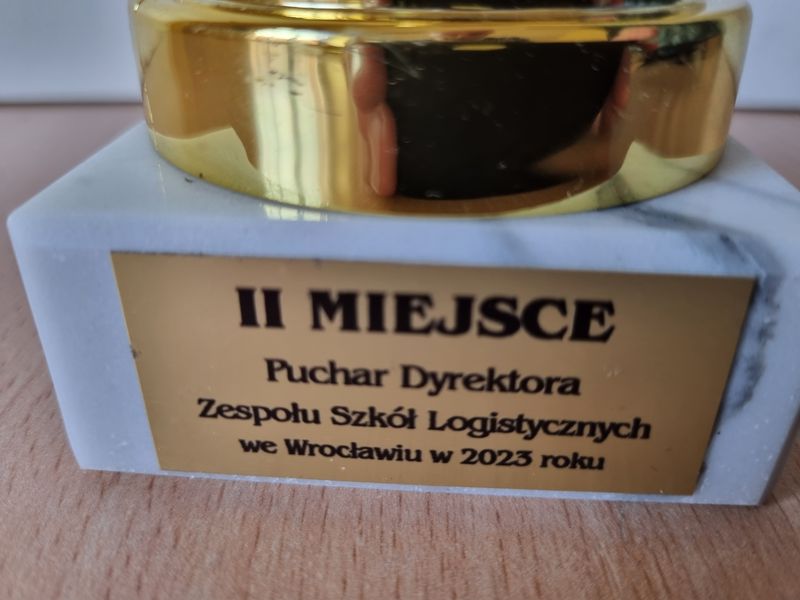 II MIEJSCE
Puchar Dyrektora
Zespołu Szkół Logistycznych
we Wrocławiu w 2023 roku